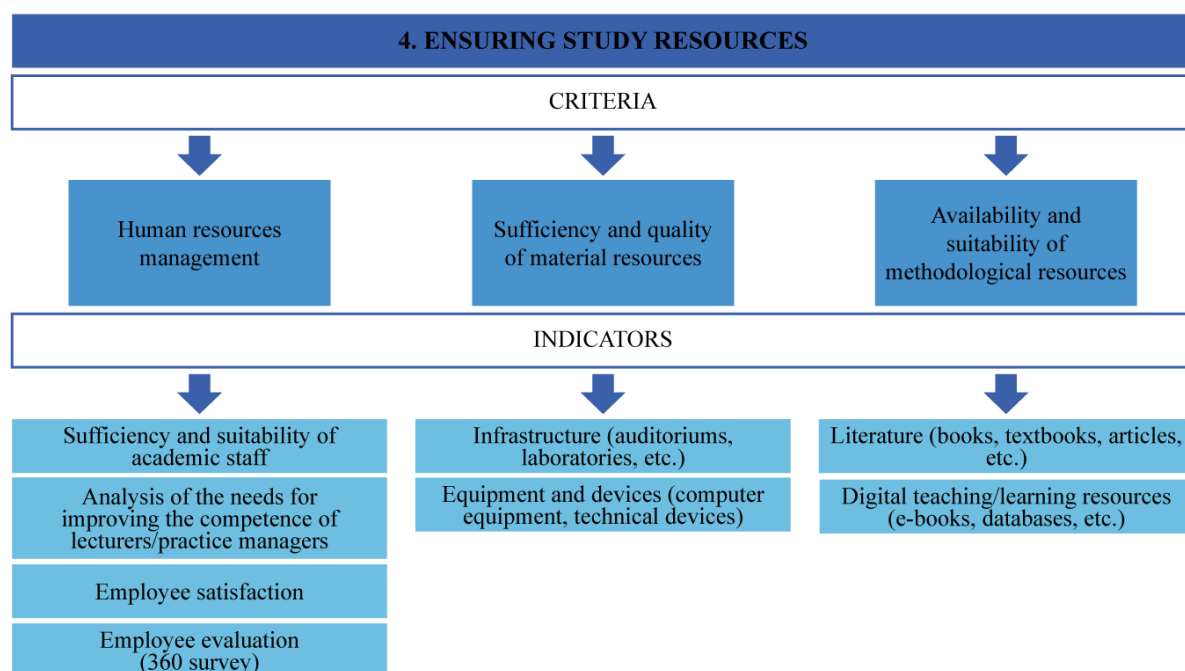 4. ENSURING STUDY RESOURCES
CRITERIA
Human resources
management
Sufficiency and quality
of material resources
Availability and
suitability of
methodological resources
INDICATORS
Sufficiency and suitability of
academic staff
Analysis of the needs for
improving the competence of
lecturers/practice managers
Employee satisfaction
Employee evaluation
(360 survey)
Infrastructure (auditoriums,
laboratories, etc.)
Equipment and devices (computer
equipment, technical devices)
Literature (books, textbooks, articles,
etc.)
Digital teaching/learning resources
(e-books, databases, etc.)